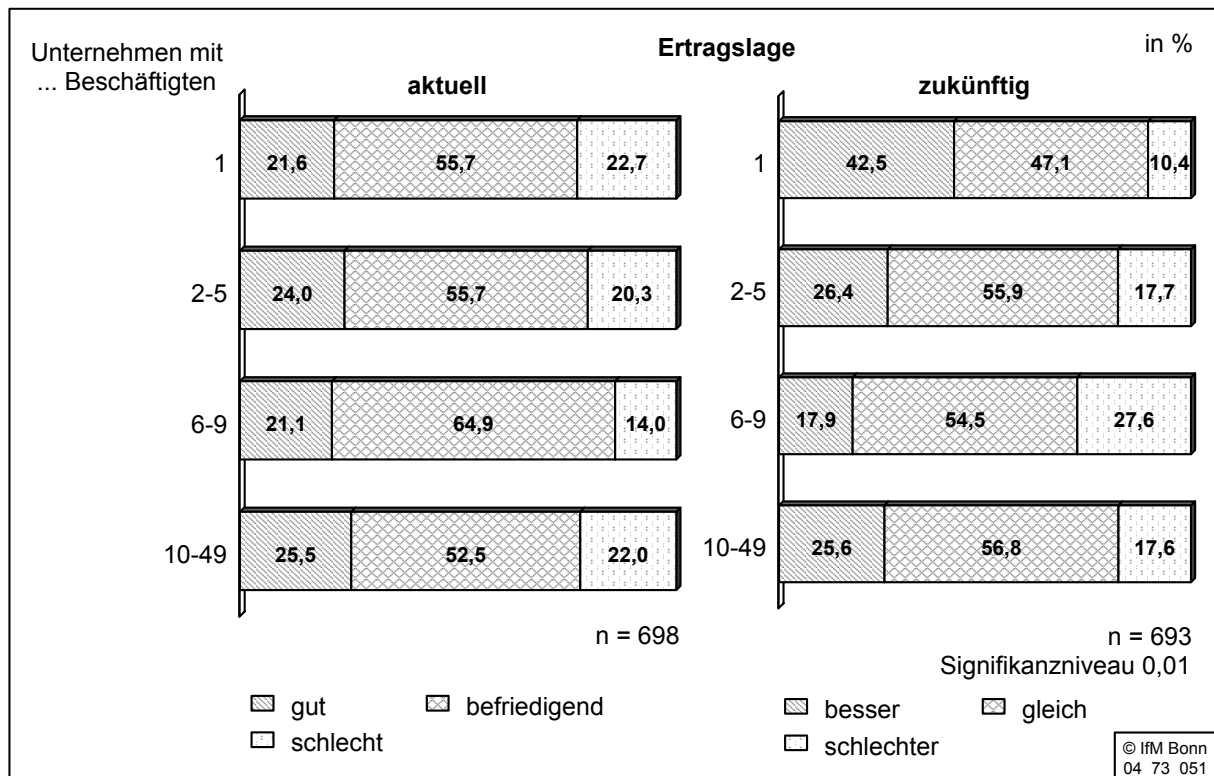 Unternehmen mit
... Beschäftigten
Ertragslage
in %
aktuell
zukünftig
1
21,6 55,7 22,7
1
42,5 47,1 10,4
2-5
24,0 55,7 20,3
2-5
26,4 55,9 17,7
6-9
21,1 64,9 14,0
6-9
17,9 54,5 27,6
10-49
25,5 52,5 22,0
10-49
25,6 56,8 17,6
n = 698
n = 693
Signifikanzniveau 0,01
gut befriedigend
schlecht
besser gleich
schlechter
© IfM Bonn
04 73 051